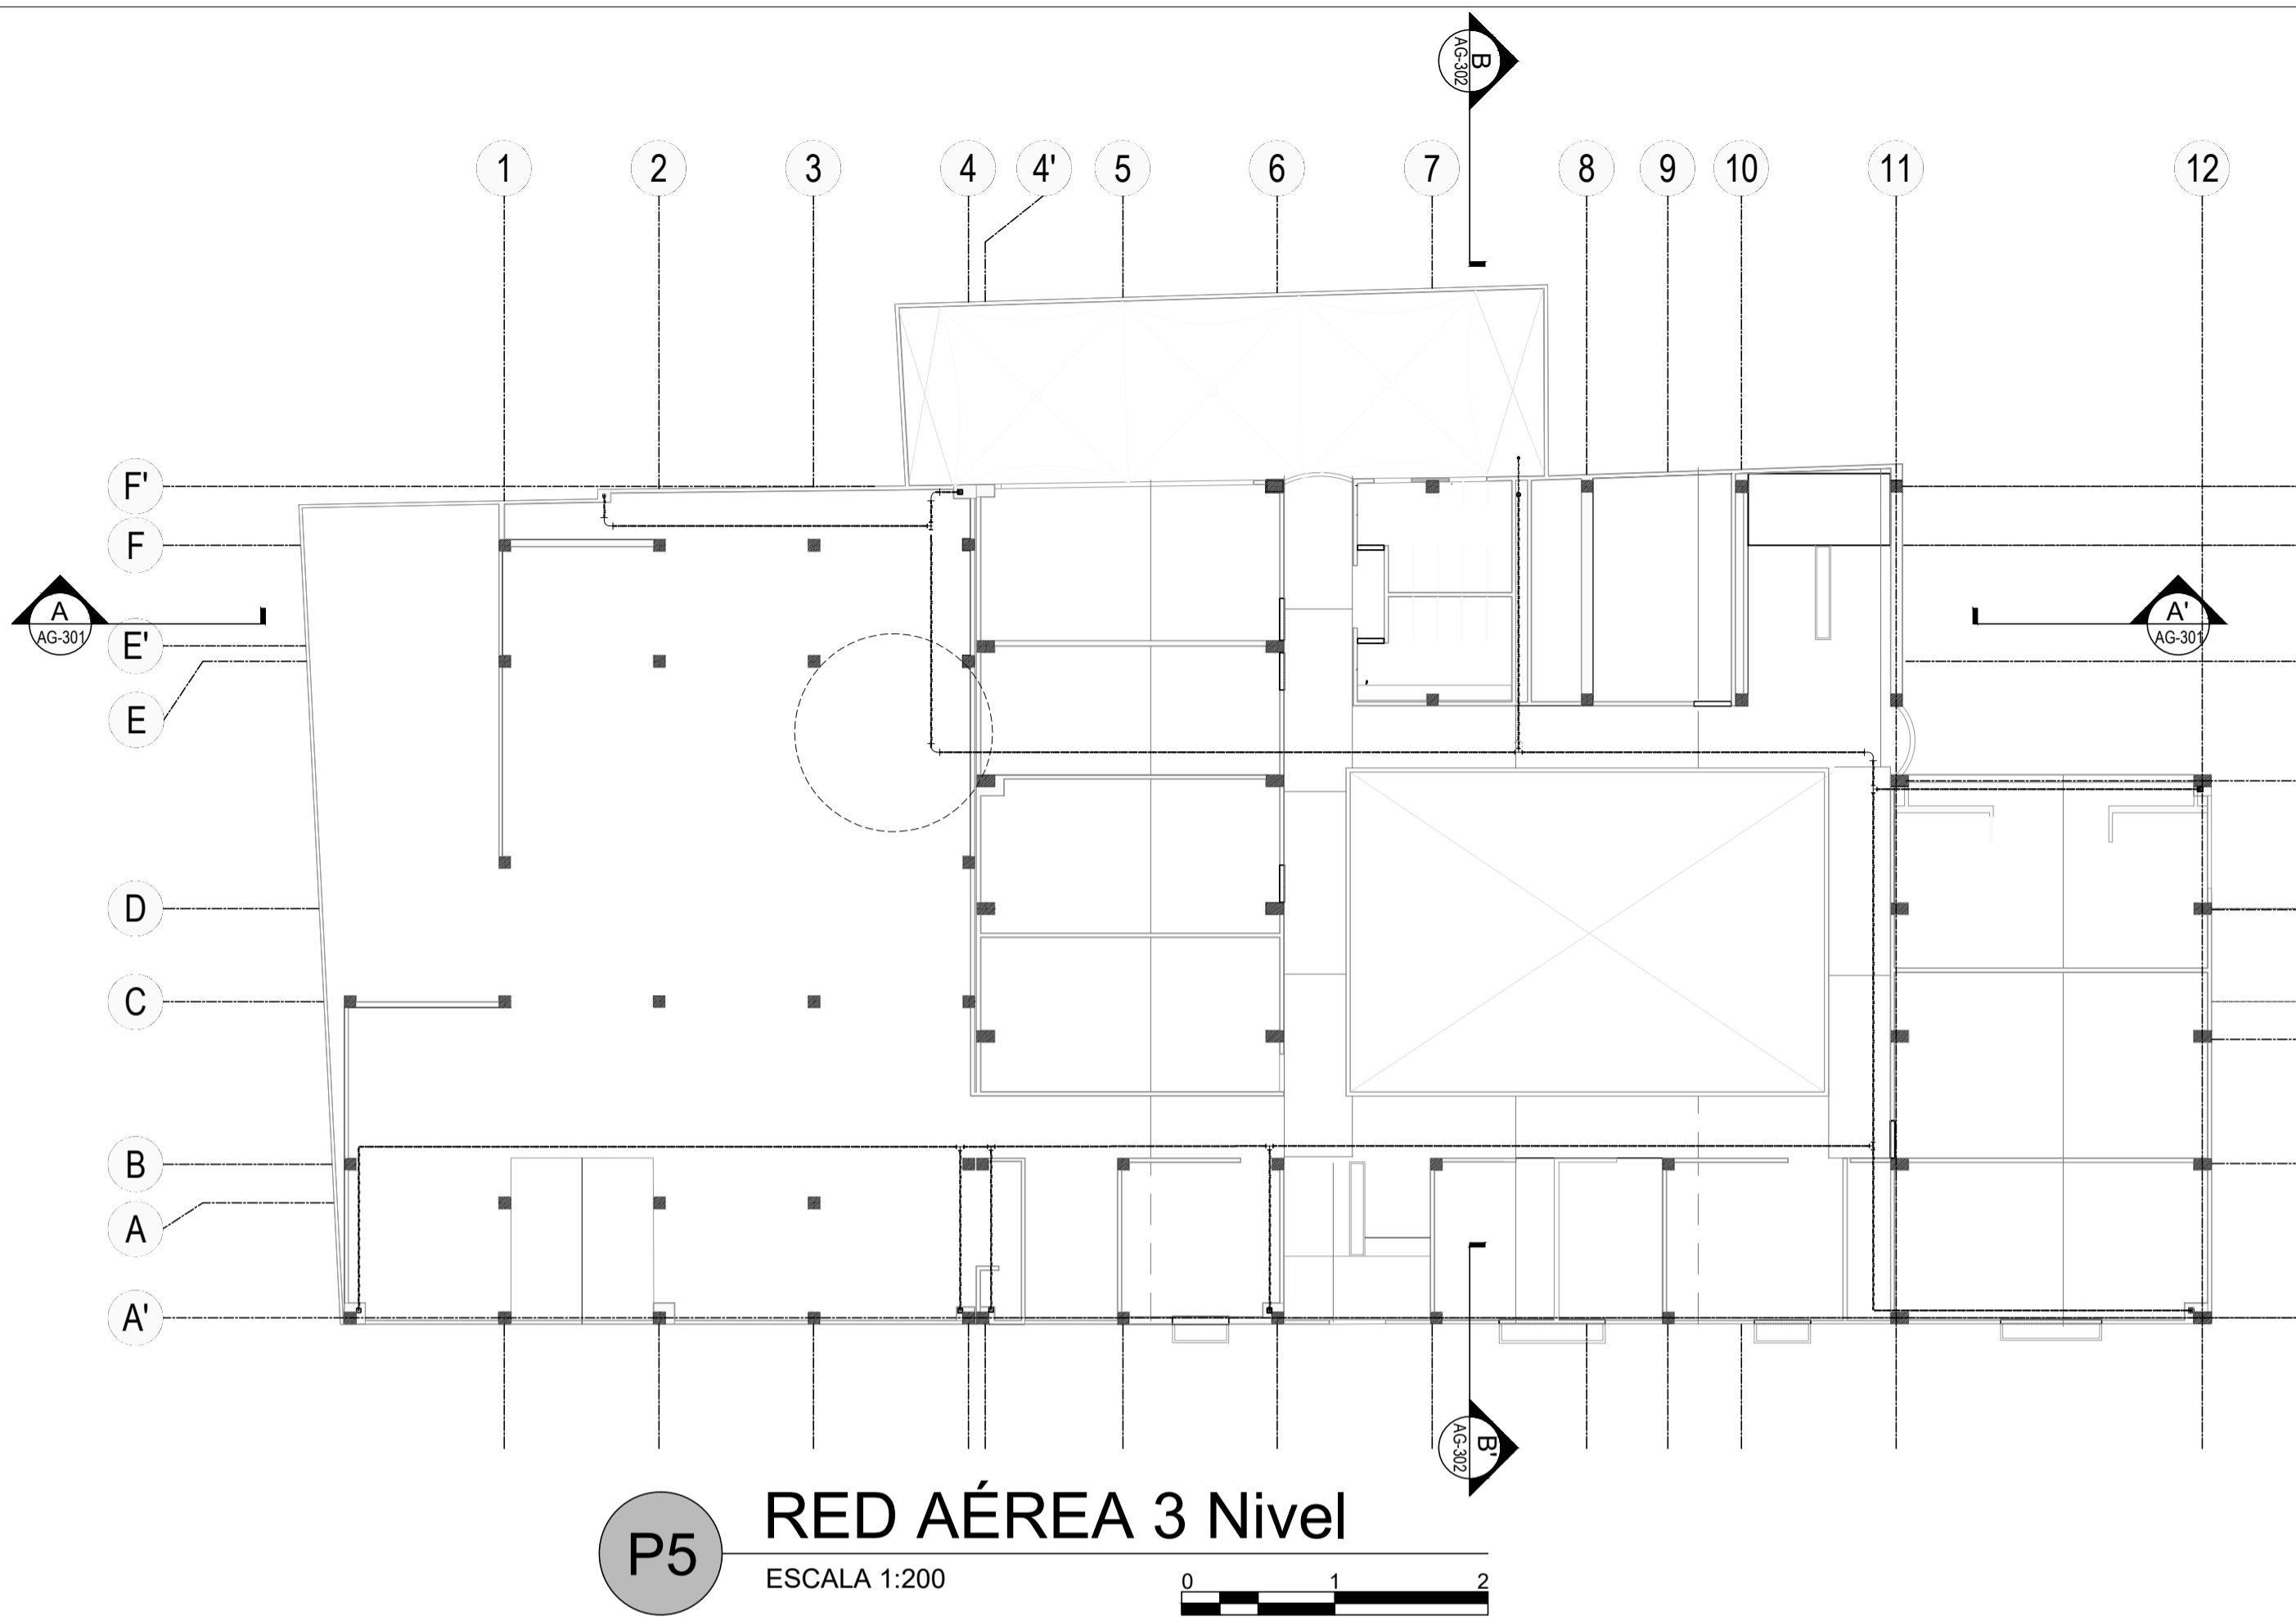 B
AG-302
1 2 3 4 4' 5 6 7 8 9 10 11 12
F'
F
A
AG-301
A'
AG-301
E'
E
D
C
B
A
A'
B'
AG-302
P5
RED AÉREA 3 Nivel
ESCALA 1:200
0 1 2